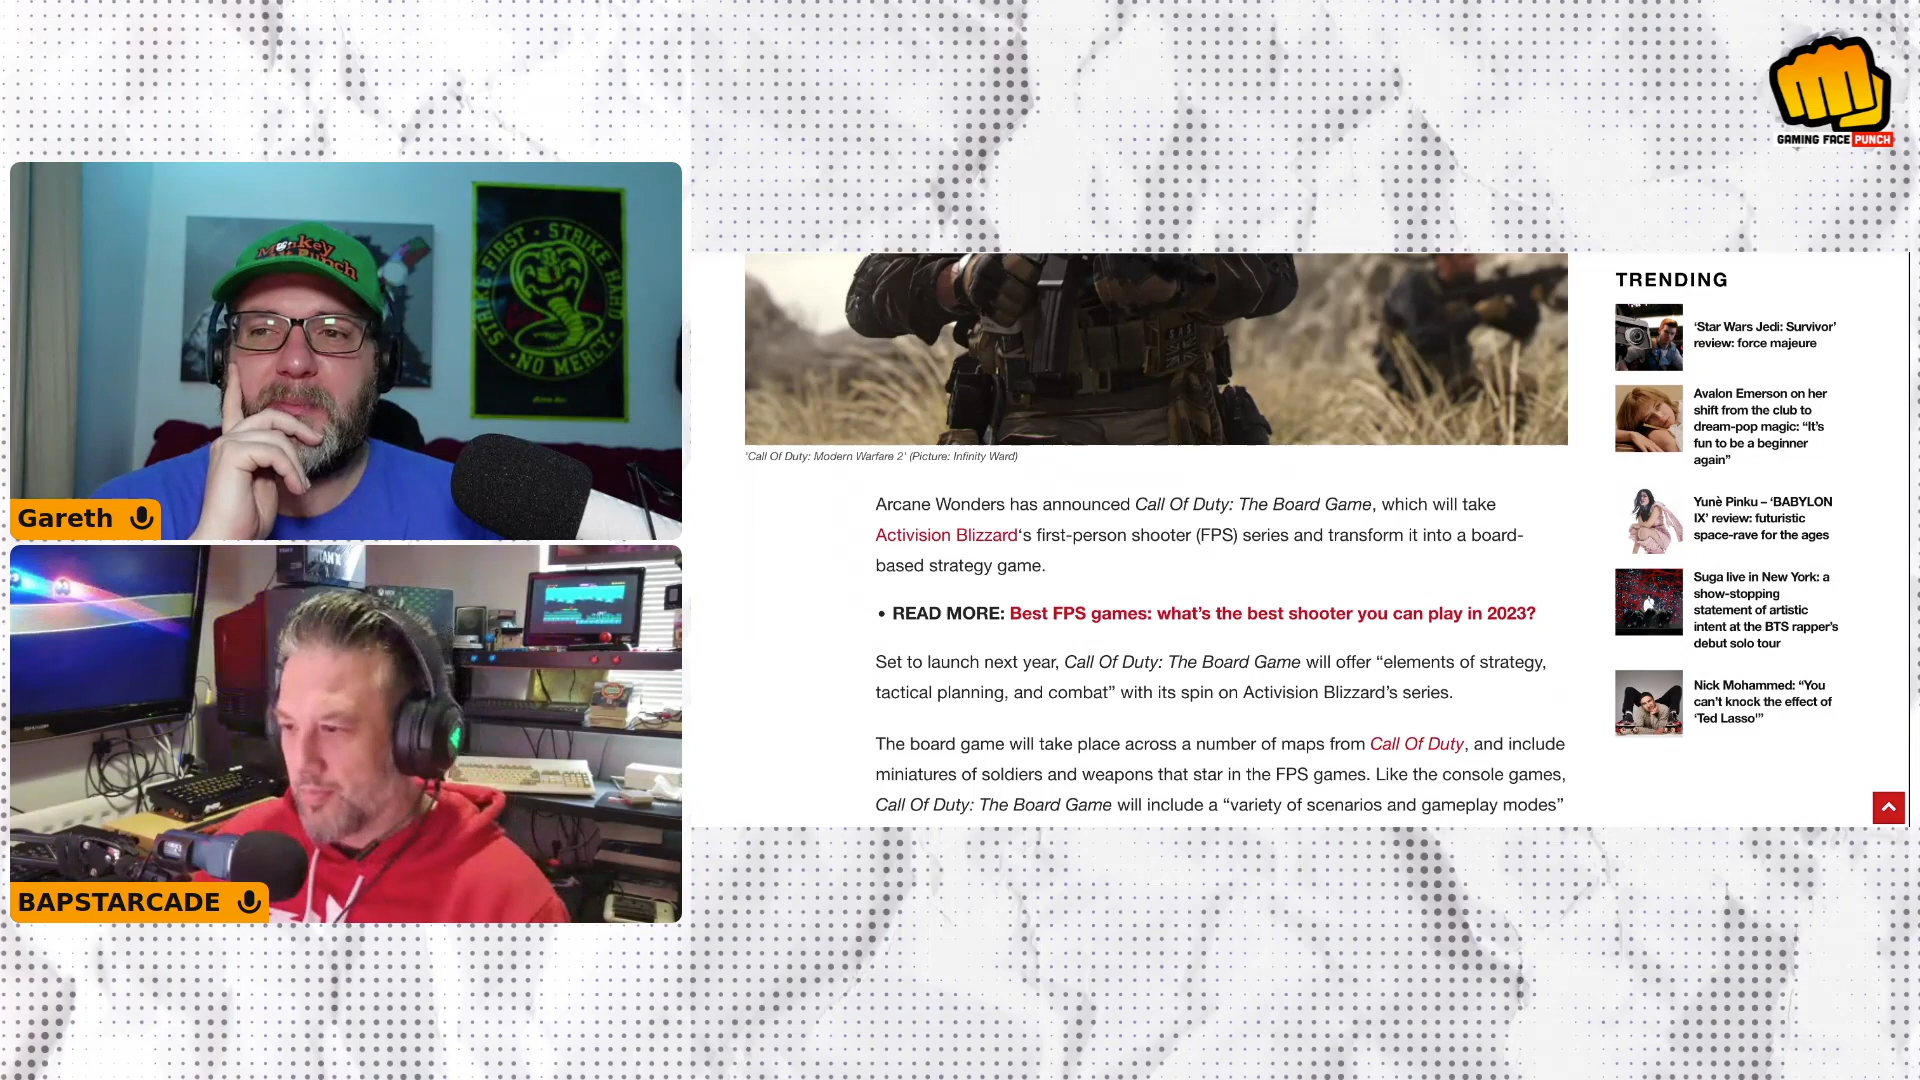 GAMING FACE PUNCH
Monkey
Punch
STRIKE FIRST · STRIKE HARD
· NO MERCY ·
Gareth
BAPSTARCADE
SAS
'Call Of Duty: Modern Warfare 2' (Picture: Infinity Ward)
Arcane Wonders has announced Call Of Duty: The Board Game, which will take
Activision Blizzard‘s first-person shooter (FPS) series and transform it into a board-
based strategy game.
• READ MORE: Best FPS games: what’s the best shooter you can play in 2023?
Set to launch next year, Call Of Duty: The Board Game will offer “elements of strategy,
tactical planning, and combat” with its spin on Activision Blizzard’s series.
The board game will take place across a number of maps from Call Of Duty, and include
miniatures of soldiers and weapons that star in the FPS games. Like the console games,
Call Of Duty: The Board Game will include a “variety of scenarios and gameplay modes”
TRENDING
‘Star Wars Jedi: Survivor’
review: force majeure
Avalon Emerson on her
shift from the club to
dream-pop magic: “It’s
fun to be a beginner
again”
Yunè Pinku – ‘BABYLON
IX’ review: futuristic
space-rave for the ages
Suga live in New York: a
show-stopping
statement of artistic
intent at the BTS rapper’s
debut solo tour
Nick Mohammed: “You
can’t knock the effect of
‘Ted Lasso'”